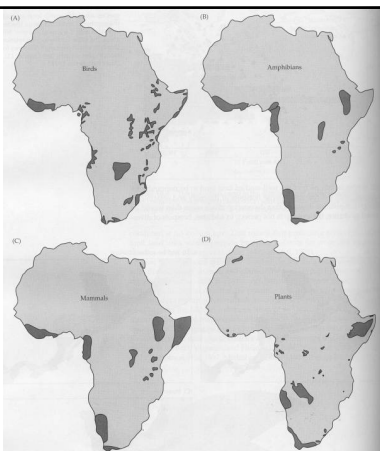 (A)
Birds
(B)
Amphibians
(C)
Mammals
(D)
Plants